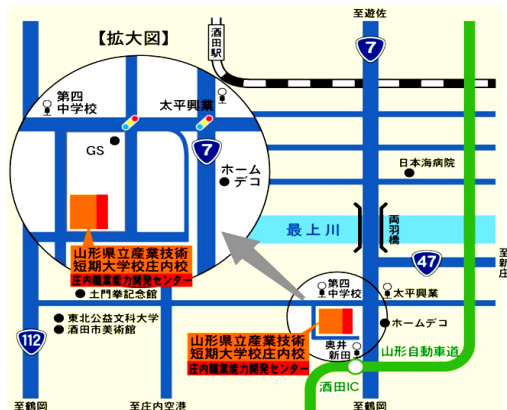 至遊佐
7
酒田駅
【拡大図】
第四
中学校
太平興業
GS
7
ホーム
デコ
日本海病院
最上川
両羽橋
至新庄
47
山形県立産業技術
短期大学校庄内校
庄内職業能力開発センター
土門拳記念館
東北公益文科大学
酒田市美術館
112
第四
中学校
太平興業
ホームデコ
奥井
新田
山形県立産業技術
短期大学校庄内校
庄内職業能力開発センター
山形自動車道
酒田IC
至鶴岡
至庄内空港
至鶴岡